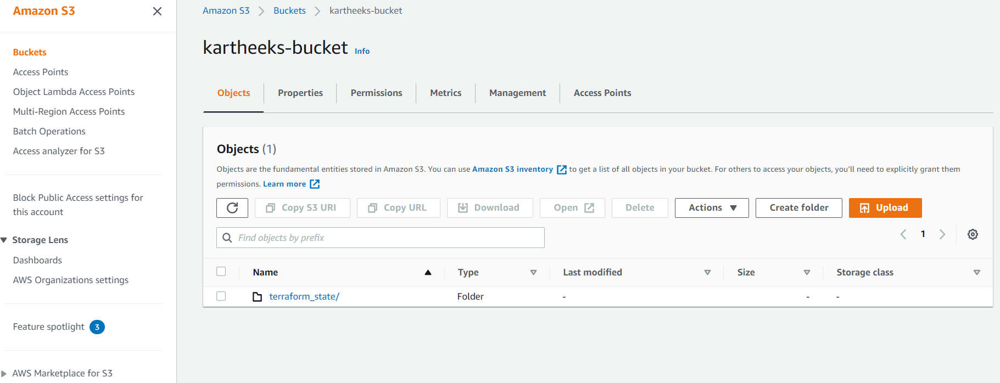 Amazon S3
Buckets
Access Points
Object Lambda Access Points
Multi-Region Access Points
Batch Operations
Access analyzer for S3
Block Public Access settings for
this account
Storage Lens
Dashboards
AWS Organizations settings
Feature spotlight 3
AWS Marketplace for S3
Amazon S3 Buckets kartheeks-bucket
kartheeks-bucket Info
Objects Properties Permissions Metrics Management Access Points
Objects (1)
Objects are the fundamental entities stored in Amazon S3. You can use Amazon S3 inventory to get a list of all objects in your bucket. For others to access your objects, you’ll need to explicitly grant them
permissions. Learn more
Copy S3 URI Copy URL Download Open Delete Actions Create folder Upload
Find objects by prefix 1
Name Type Last modified Size Storage class
terraform_state/ Folder - - -